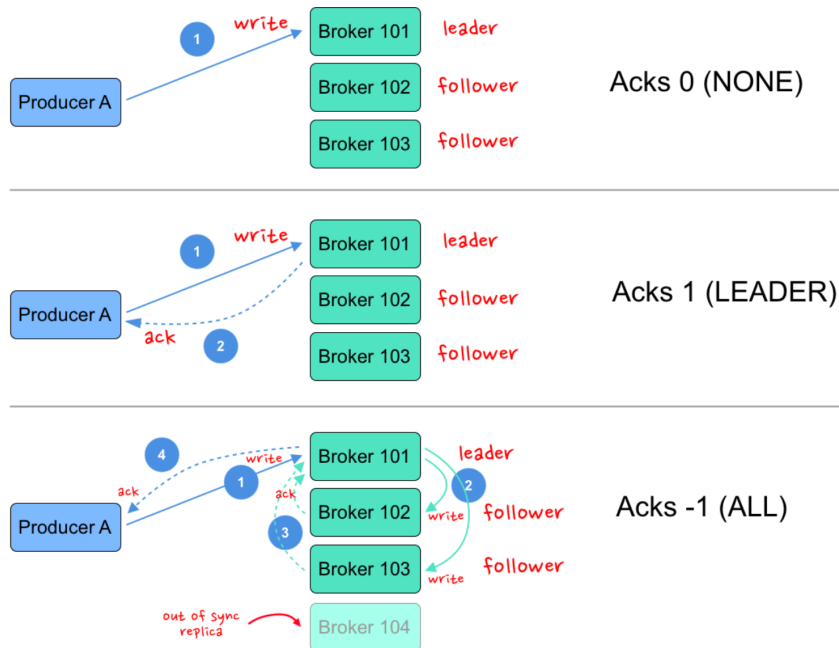 1
write
Broker 101
leader
Producer A
Broker 102
follower
Acks 0 (NONE)
Broker 103
follower
1
write
Broker 101
leader
Producer A
Broker 102
follower
Acks 1 (LEADER)
ack
2
Broker 103
follower
4
1
write
Broker 101
leader
2
ack
ack
Producer A
Broker 102
write
follower
Acks -1 (ALL)
3
Broker 103
write
follower
out of sync
replica
Broker 104